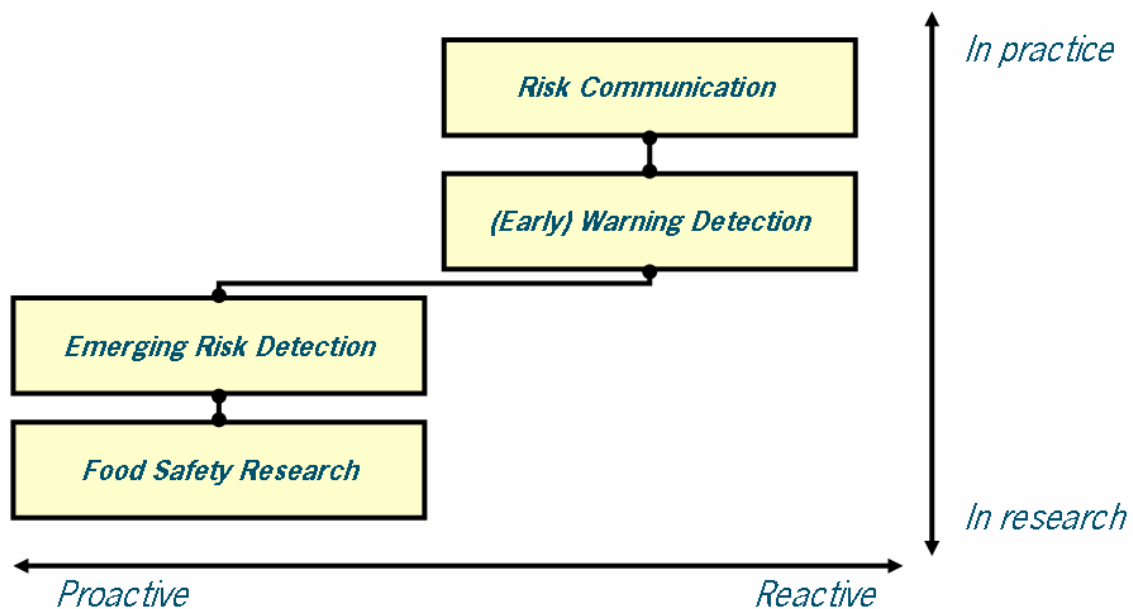 In practice
Risk Communication
(Early) Warning Detection
Emerging Risk Detection
Food Safety Research
In research
Proactive
Reactive